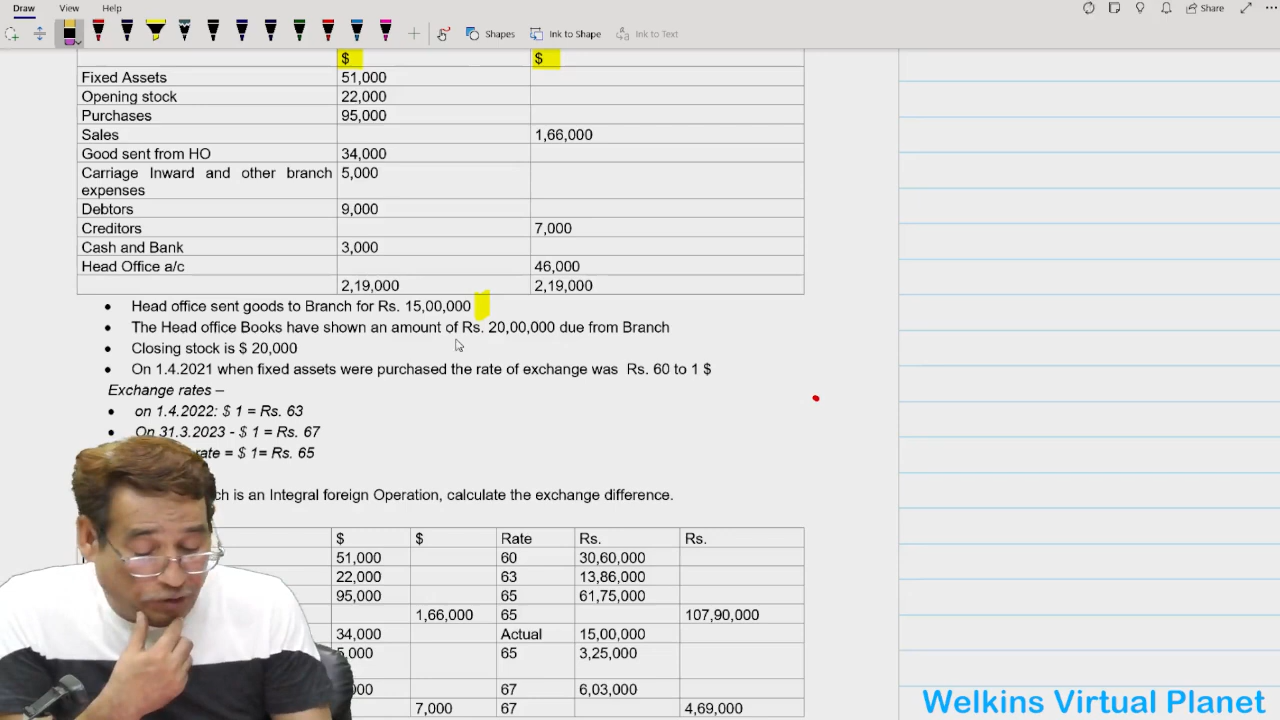 Draw View Help
Share
Shapes Ink to Shape Ink to Text
$ $
Fixed Assets 51,000
Opening stock 22,000
Purchases 95,000
Sales 1,66,000
Good sent from HO 34,000
Carriage Inward and other branch 5,000
expenses
Debtors 9,000
Creditors 7,000
Cash and Bank 3,000
Head Office a/c 46,000
2,19,000 2,19,000
• Head office sent goods to Branch for Rs. 15,00,000
• The Head office Books have shown an amount of Rs. 20,00,000 due from Branch
• Closing stock is $ 20,000
• On 1.4.2021 when fixed assets were purchased the rate of exchange was Rs. 60 to 1 $
Exchange rates –
• on 1.4.2022: $ 1 = Rs. 63
• On 31.3.2023 - $ 1 = Rs. 67
rate = $ 1= Rs. 65
is an Integral foreign Operation, calculate the exchange difference.
$ $ Rate Rs. Rs.
51,000 60 30,60,000
22,000 63 13,86,000
95,000 65 61,75,000
1,66,000 65 107,90,000
34,000 Actual 15,00,000
5,000 65 3,25,000
67 6,03,000
7,000 67 4,69,000
Welkins Virtual Planet